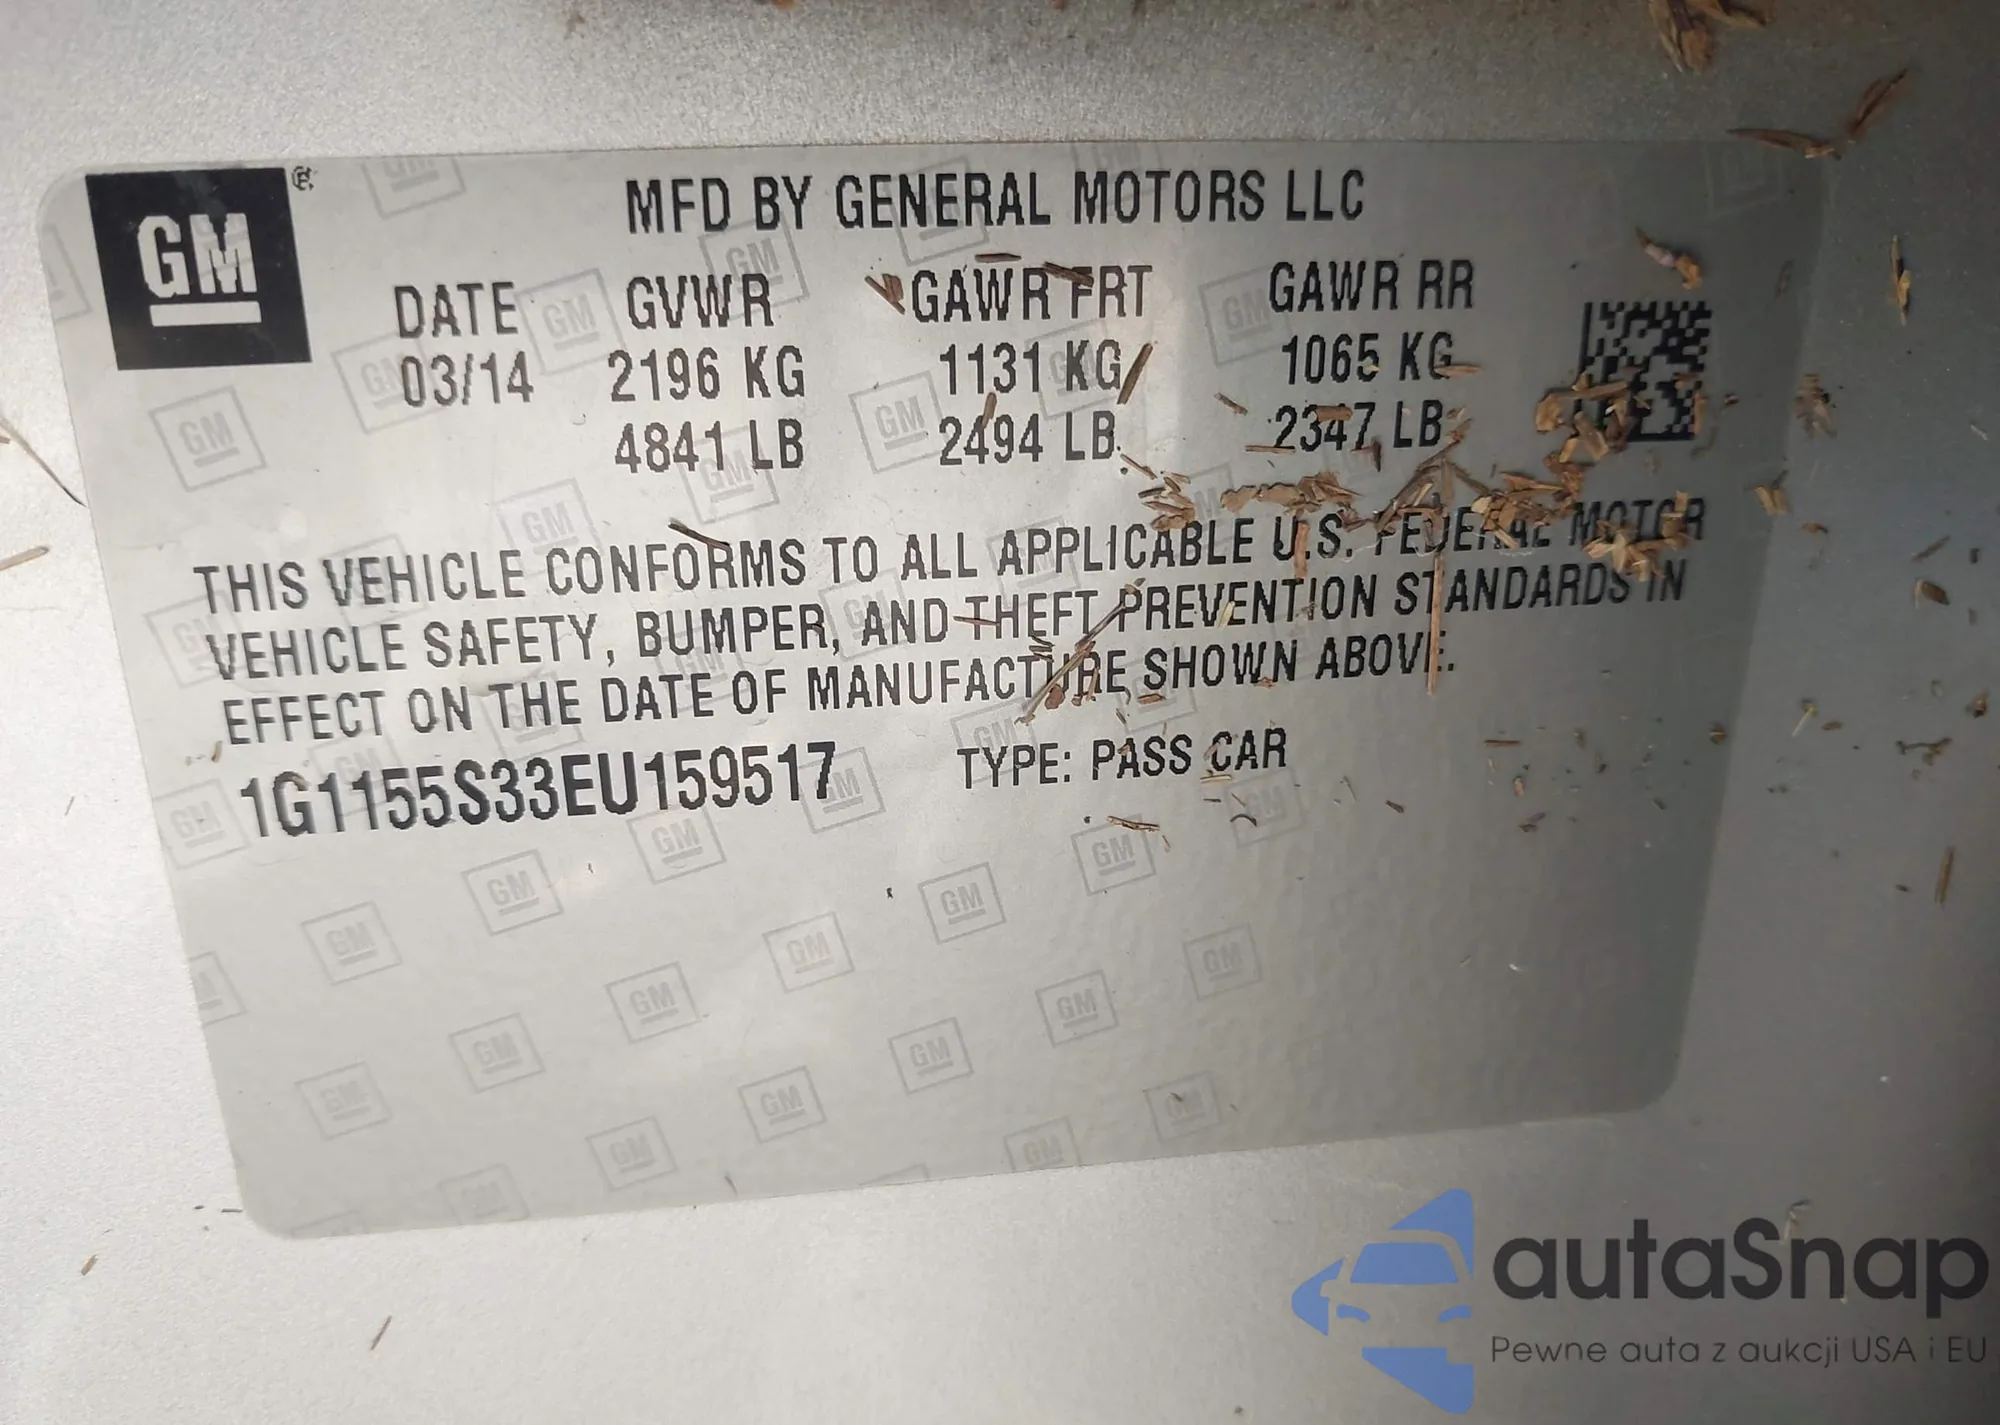 GM
MFD BY GENERAL MOTORS LLC
DATE GVWR GAWR FRT GAWR RR
03/14 2196 KG 1131 KG 1065 KG
4841 LB 2494 LB 2347 LB
THIS VEHICLE CONFORMS TO ALL APPLICABLE U.S. FEDERAL MOTOR
VEHICLE SAFETY, BUMPER, AND THEFT PREVENTION STANDARDS IN
EFFECT ON THE DATE OF MANUFACTURE SHOWN ABOVE.
1G1155S33EU159517 TYPE: PASS CAR
autaSnap
Pewne auta z aukcji USA i EU